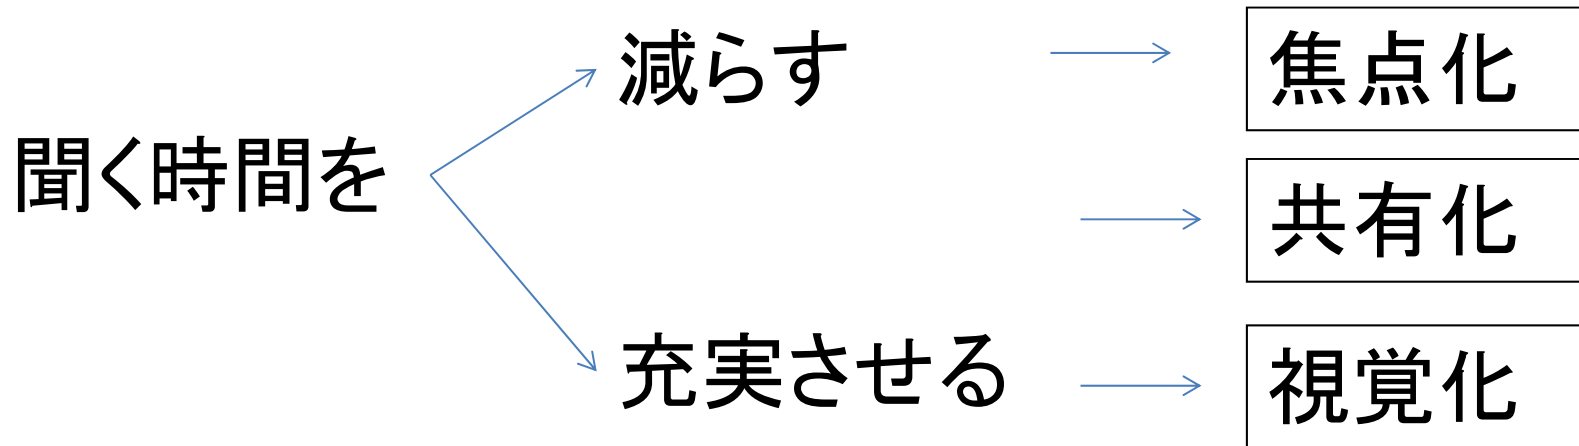 減らす
焦点化
聞く時間を
共有化
充実させる
視覚化